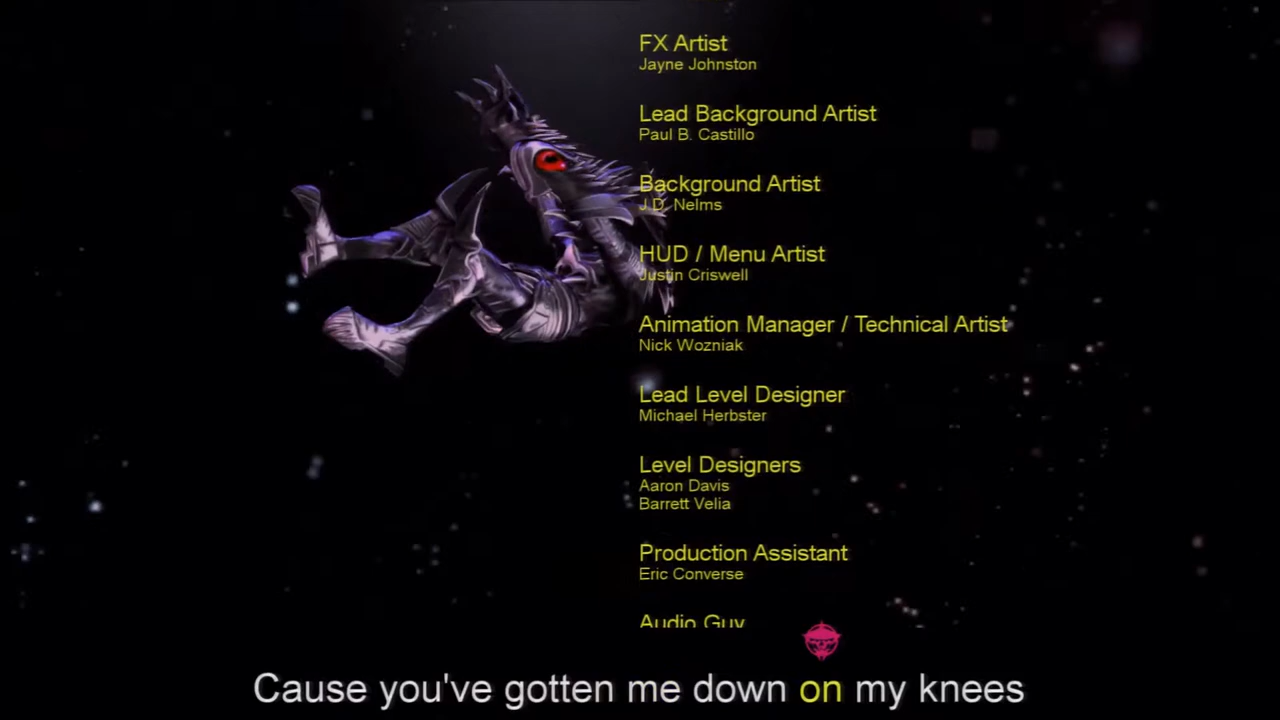 FX Artist
Jayne Johnston
Lead Background Artist
Paul B. Castillo
Background Artist
J.D. Nelms
HUD / Menu Artist
Justin Criswell
Animation Manager / Technical Artist
Nick Wozniak
Lead Level Designer
Michael Herbster
Level Designers
Aaron Davis
Barrett Velia
Production Assistant
Eric Converse
Audio Guy
Cause you've gotten me down on my knees